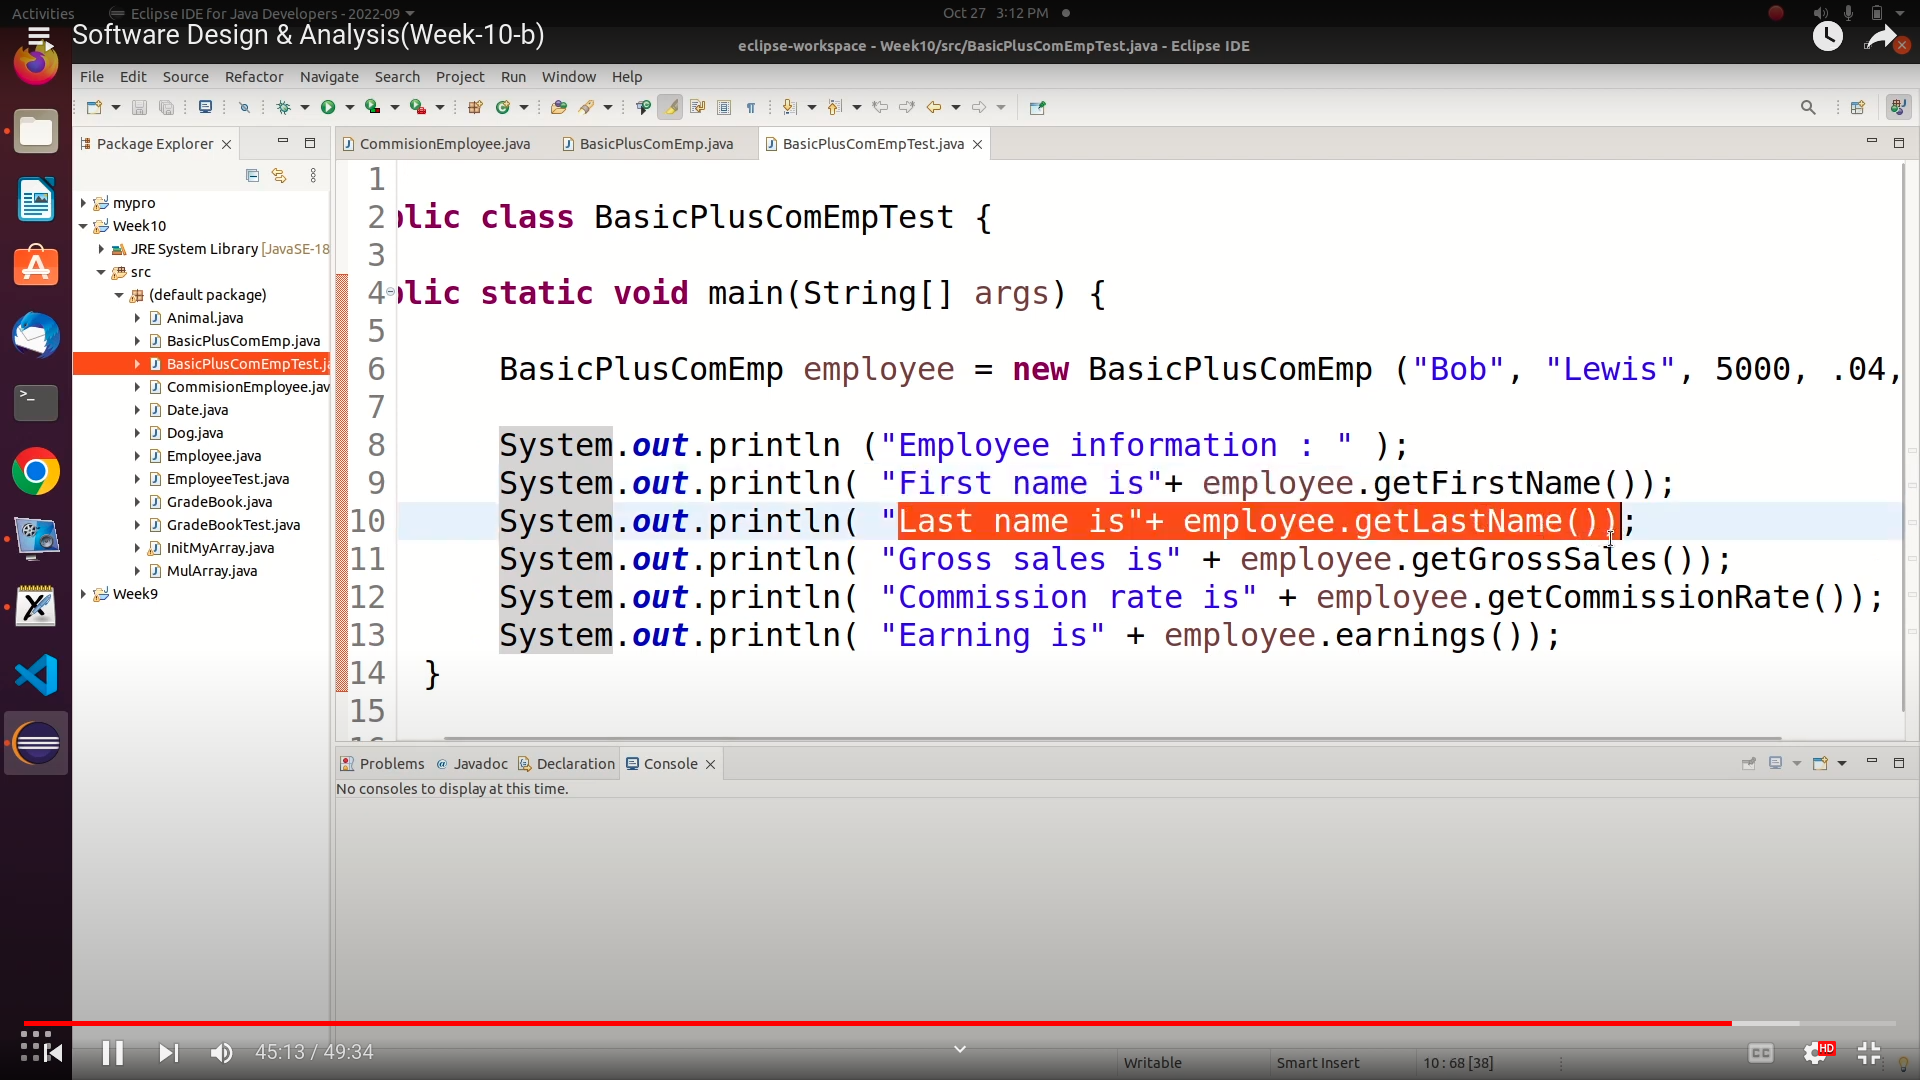 Activities
Eclipse IDE for Java Developers - 2022-09
Oct 27 3:12 PM
Software Design & Analysis(Week-10-b)
eclipse-workspace - Week10/src/BasicPlusComEmpTest.java - Eclipse IDE
File Edit Source Refactor Navigate Search Project Run Window Help
Package Explorer
CommisionEmployee.java
BasicPlusComEmp.java
BasicPlusComEmpTest.java
mypro
Week10
JRE System Library [JavaSE-18
src
(default package)
Animal.java
BasicPlusComEmp.java
BasicPlusComEmpTest.ja
CommisionEmployee.jav
Date.java
Dog.java
Employee.java
EmployeeTest.java
GradeBook.java
GradeBookTest.java
InitMyArray.java
MulArray.java
Week9
1
2 blic class BasicPlusComEmpTest {
3
4 blic static void main(String[] args) {
5
6 BasicPlusComEmp employee = new BasicPlusComEmp ("Bob", "Lewis", 5000, .04,
7
8 System.out.println ("Employee information : " );
9 System.out.println( "First name is"+ employee.getFirstName());
10 System.out.println( "Last name is"+ employee.getLastName());
11 System.out.println( "Gross sales is" + employee.getGrossSales());
12 System.out.println( "Commission rate is" + employee.getCommissionRate());
13 System.out.println( "Earning is" + employee.earnings());
14 }
15
Problems
Javadoc
Declaration
Console
No consoles to display at this time.
45:13 / 49:34
Writable
Smart Insert
10 : 68 [38]
CC
HD